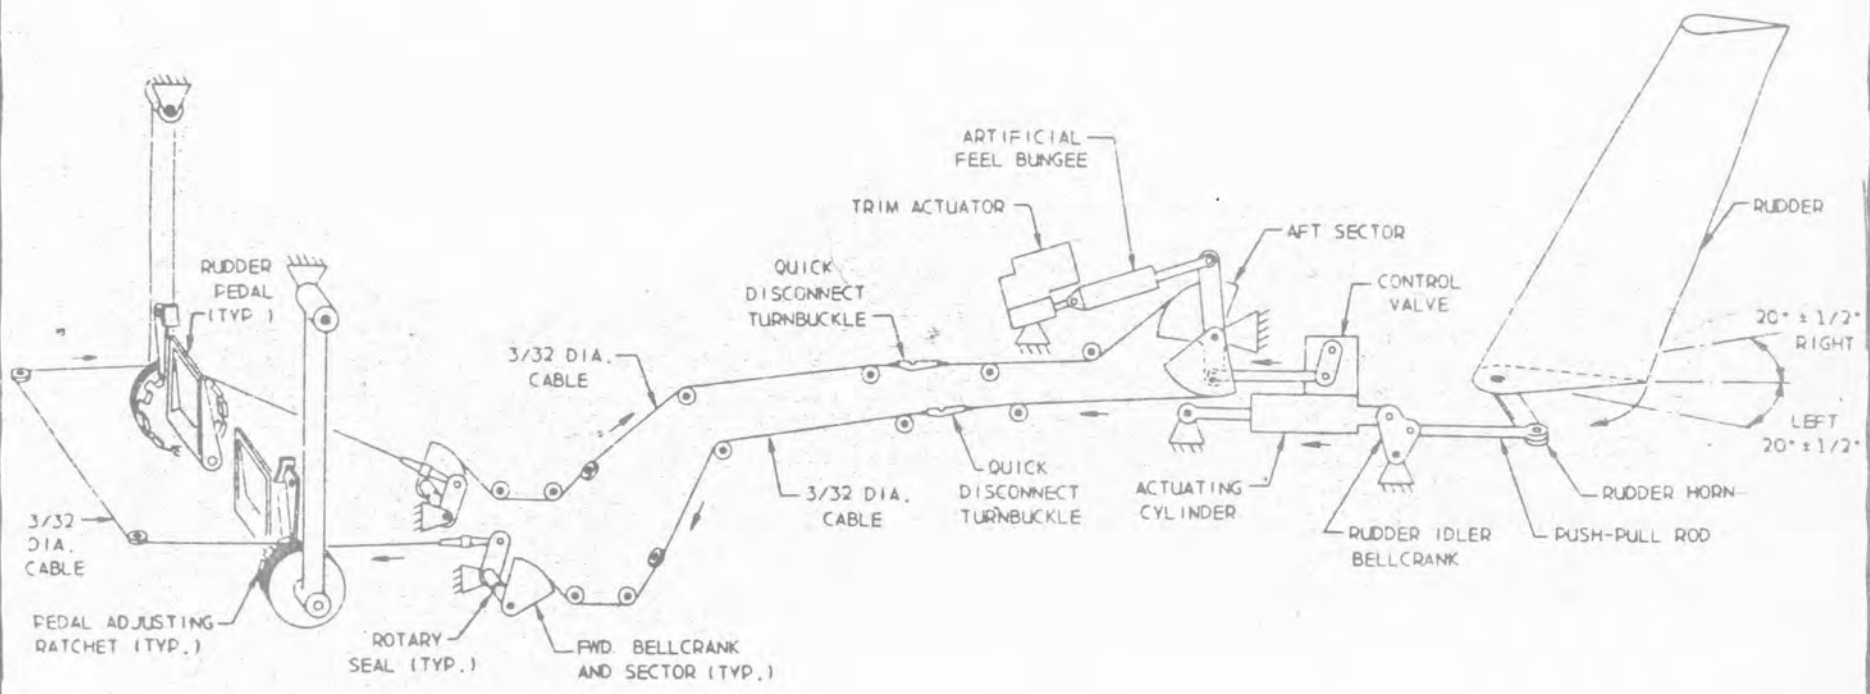 ARTIFICIAL
FEEL BUNGEE
TRIM ACTUATOR
RUDDER
AFT SECTOR
QUICK
DISCONNECT
TURNBUCKLE
RUDDER
PEDAL
(TYP.)
CONTROL
VALVE
20° ± 1/2°
RIGHT
3/32 DIA.
CABLE
LEFT
20° ± 1/2°
3/32
DIA.
CABLE
3/32 DIA.
CABLE
QUICK
DISCONNECT
TURNBUCKLE
ACTUATING
CYLINDER
RUDDER HORN
RUDDER IDLER
BELLCRANK
PUSH-PULL ROD
PEDAL ADJUSTING
RATCHET (TYP.)
ROTARY
SEAL (TYP.)
FWD. BELLCRANK
AND SECTOR (TYP.)